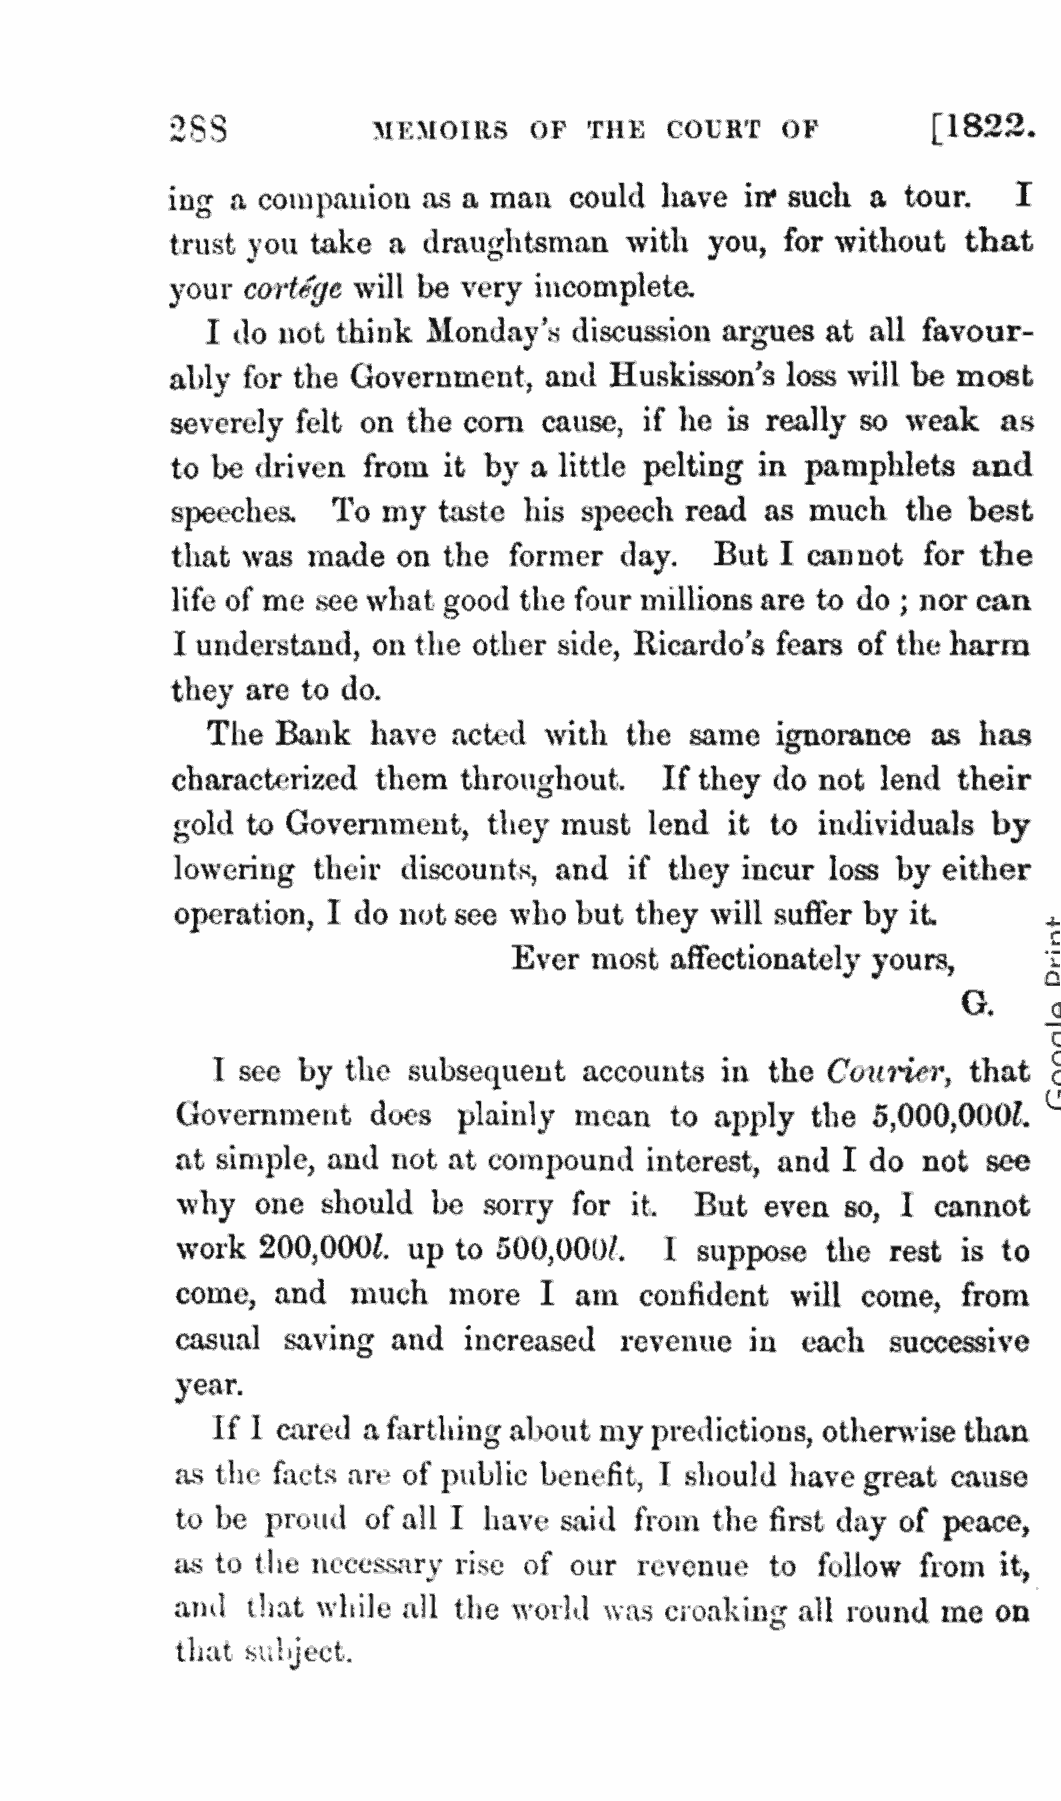 288 MEMOIRS OF THE COURT OF [1822.
ing a companion as a man could have in such a tour. I
trust you take a draughtsman with you, for without that
your cortége will be very incomplete.
I do not think Monday's discussion argues at all favour-
ably for the Government, and Huskisson's loss will be most
severely felt on the corn cause, if he is really so weak as
to be driven from it by a little pelting in pamphlets and
speeches. To my taste his speech read as much the best
that was made on the former day. But I cannot for the
life of me see what good the four millions are to do; nor can
I understand, on the other side, Ricardo's fears of the harm
they are to do.
The Bank have acted with the same ignorance as has
characterized them throughout. If they do not lend their
gold to Government, they must lend it to individuals by
lowering their discounts, and if they incur loss by either
operation, I do not see who but they will suffer by it.
Ever most affectionately yours,
G.
I see by the subsequent accounts in the Courier, that
Government does plainly mean to apply the 5,000,000l.
at simple, and not at compound interest, and I do not see
why one should be sorry for it. But even so, I cannot
work 200,000l. up to 500,000l. I suppose the rest is to
come, and much more I am confident will come, from
casual saving and increased revenue in each successive
year.
If I cared a farthing about my predictions, otherwise than
as the facts are of public benefit, I should have great cause
to be proud of all I have said from the first day of peace,
as to the necessary rise of our revenue to follow from it,
and that while all the world was croaking all round me on
that subject.
Google Print